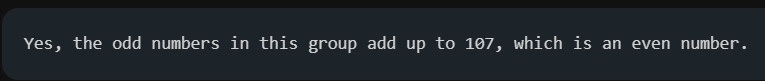 Yes, the odd numbers in this group add up to 107, which is an even number.